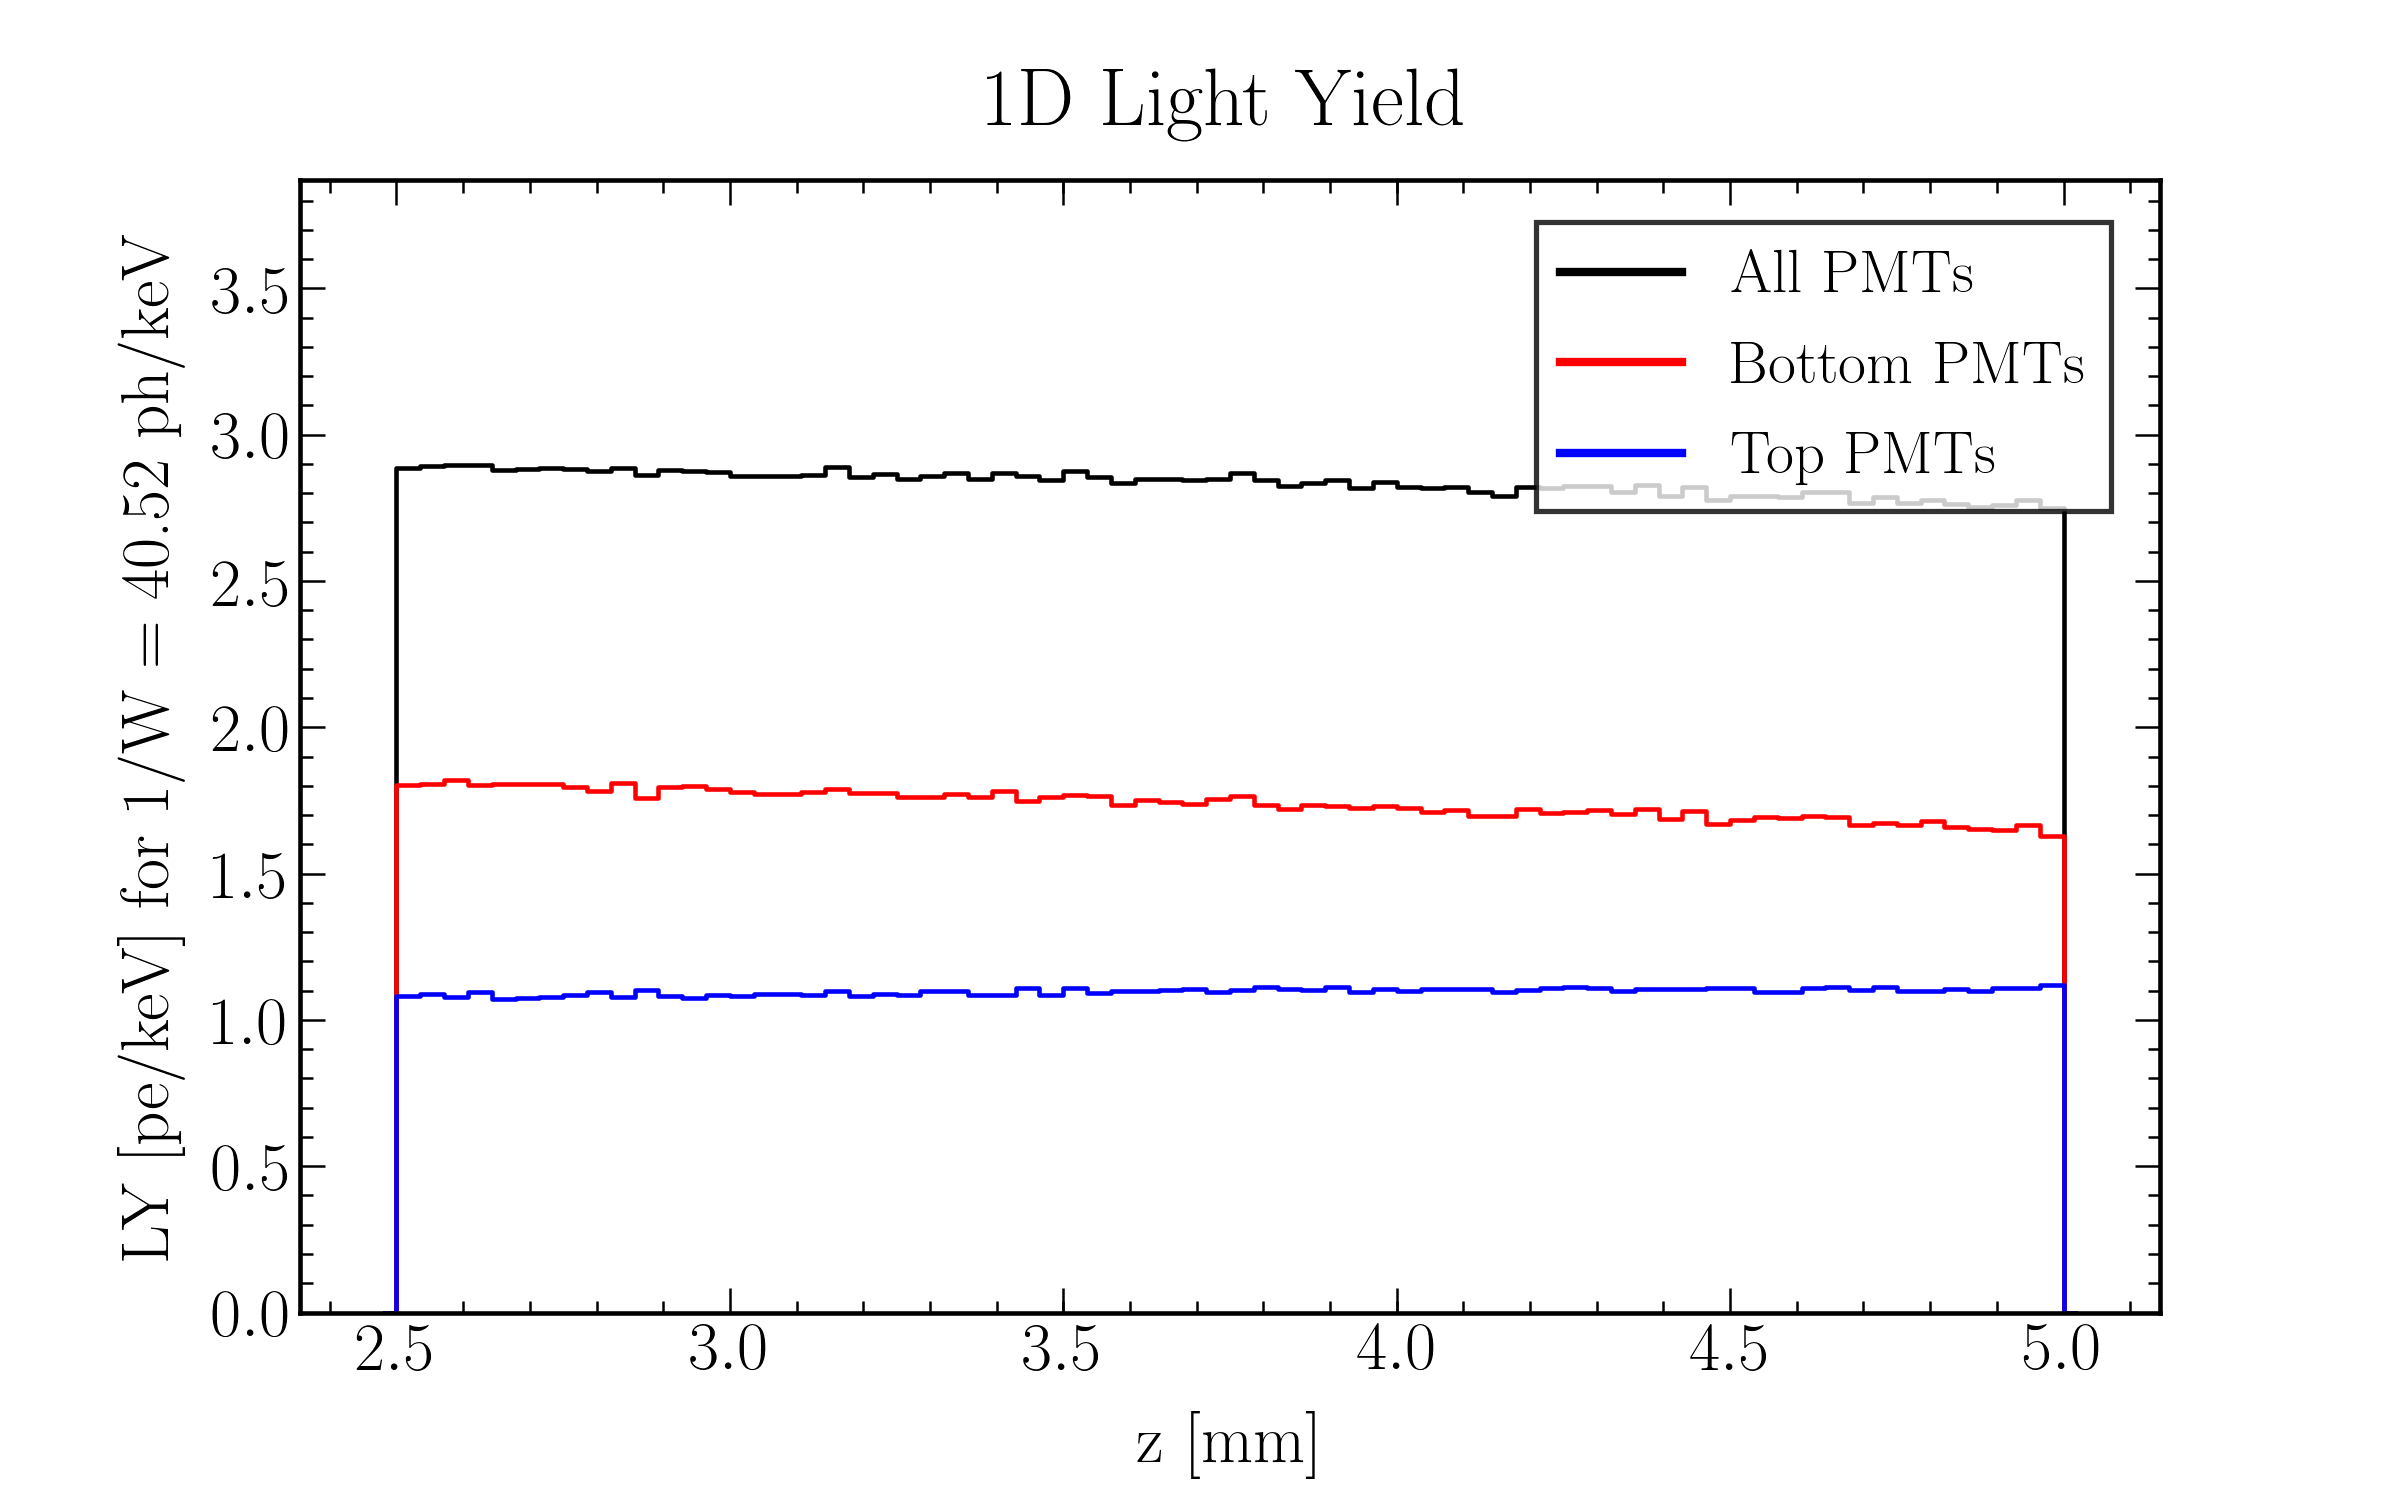 1D Light Yield
LY [pe/keV] for 1/W = 40.52 ph/keV
3.5
3.0
2.5
2.0
1.5
1.0
0.5
0.0
All PMTs
Bottom PMTs
Top PMTs
2.5 3.0 3.5 4.0 4.5 5.0
z [mm]